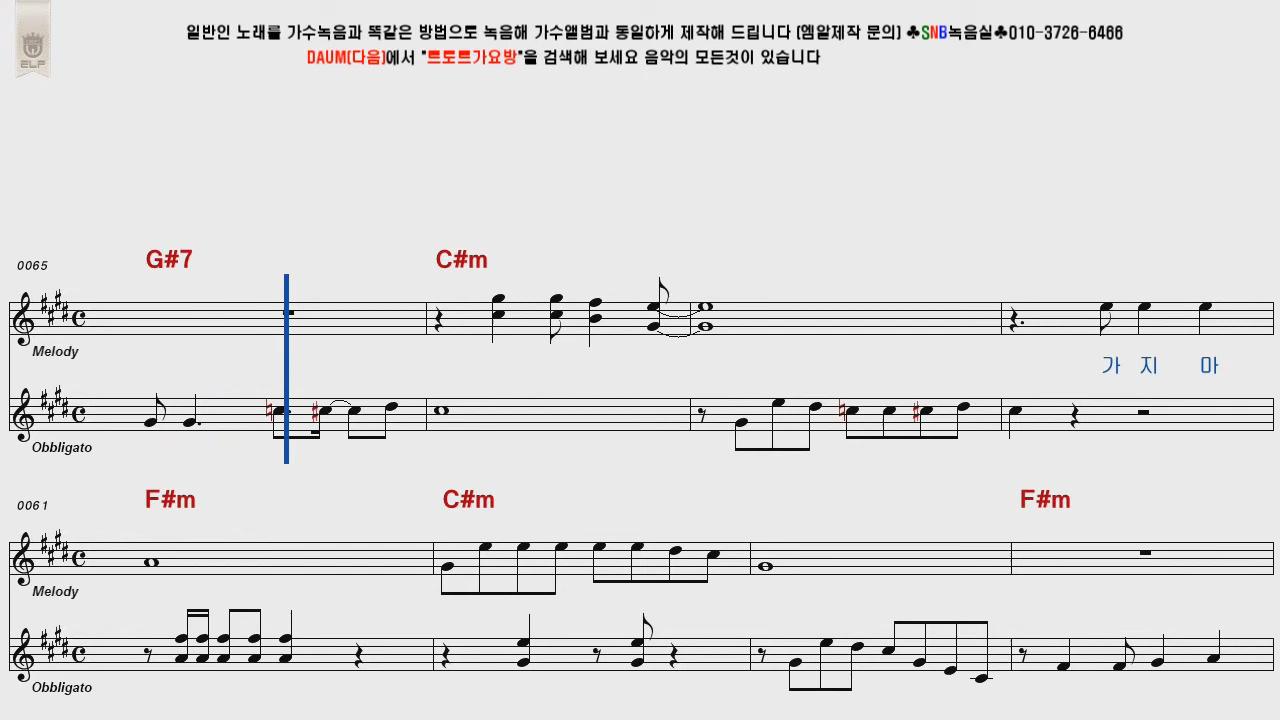 일반인 노래를 가수녹음과 똑같은 방법으로 녹음해 가수앨범과 동일하게 제작해 드립니다 (엠알제작 문의) ♣SNB녹음실♣010-3726-6466
DAUM(다음)에서 "트로트가요방"을 검색해 보세요 음악의 모든것이 있습니다
ELF
0065 G#7 C#m
Melody
가 지 마
Obbligato
0061 F#m C#m F#m
Melody
Obbligato